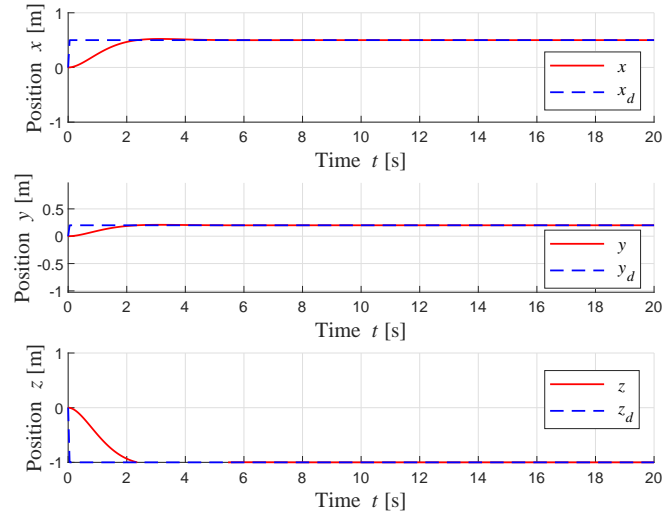 1
0
-1
Position x [m]
0 2 4 6 8 10 12 14 16 18 20
Time t [s]
x
x_d
0.5
0
-0.5
-1
Position y [m]
0 2 4 6 8 10 12 14 16 18 20
Time t [s]
y
y_d
1
0
-1
Position z [m]
0 2 4 6 8 10 12 14 16 18 20
Time t [s]
z
z_d